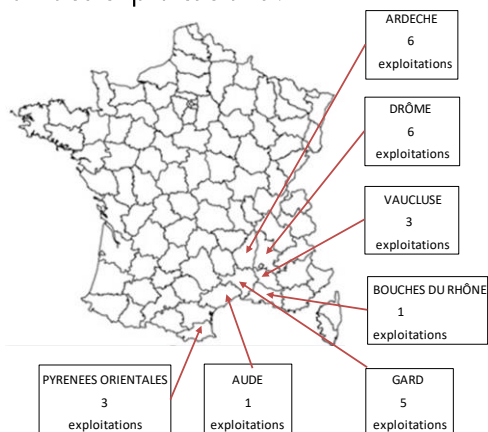 ARDECHE
6
exploitations
DRÔME
6
exploitations
VAUCLUSE
3
exploitations
BOUCHES DU RHÔNE
1
exploitations
PYRENEES ORIENTALES
3
exploitations
AUDE
1
exploitations
GARD
5
exploitations